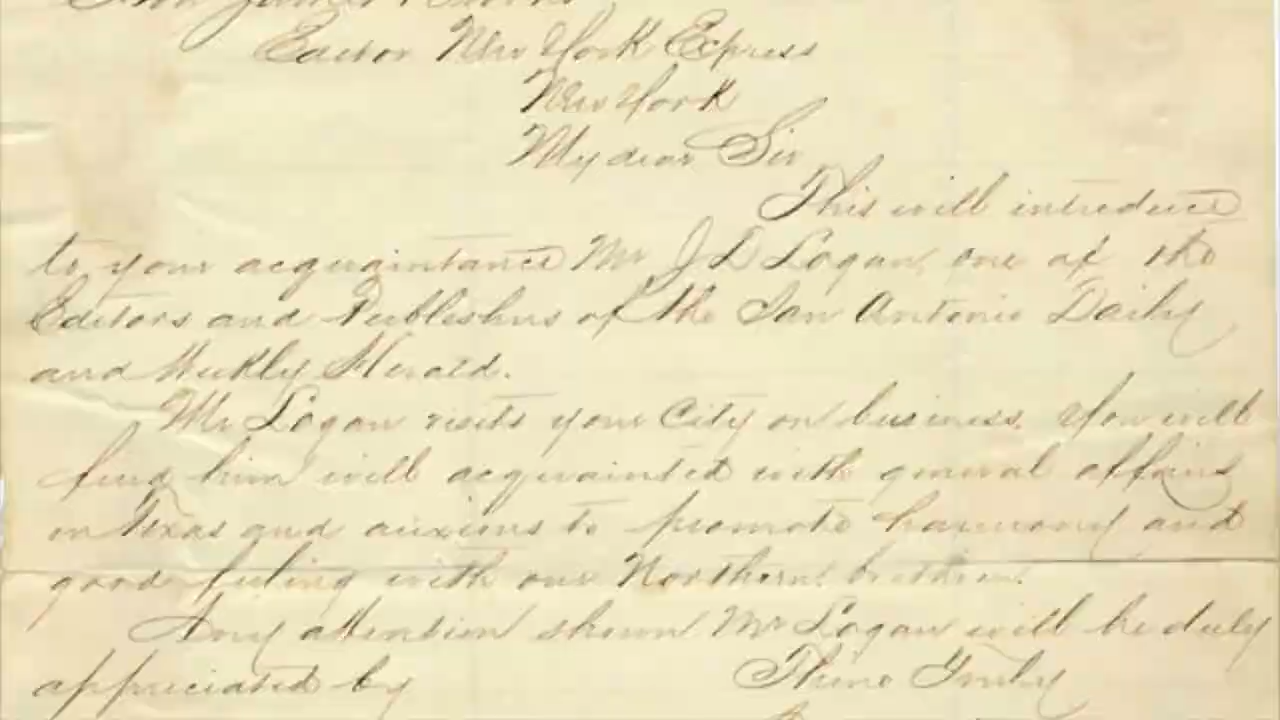 Editor New York Express
New York
My dear Sir
This will introduce
to your acquaintance Mr J D Logan, one of the
Editors and Publishers of the San Antonio Daily
and Weekly Herald.
Mr Logan visits your City on business. You will
find him well acquainted with general affairs
in Texas and anxious to promote harmony and
good feeling with our Northern brethren.
Any attention shown Mr Logan will be duly
appreciated by
Thine Truly